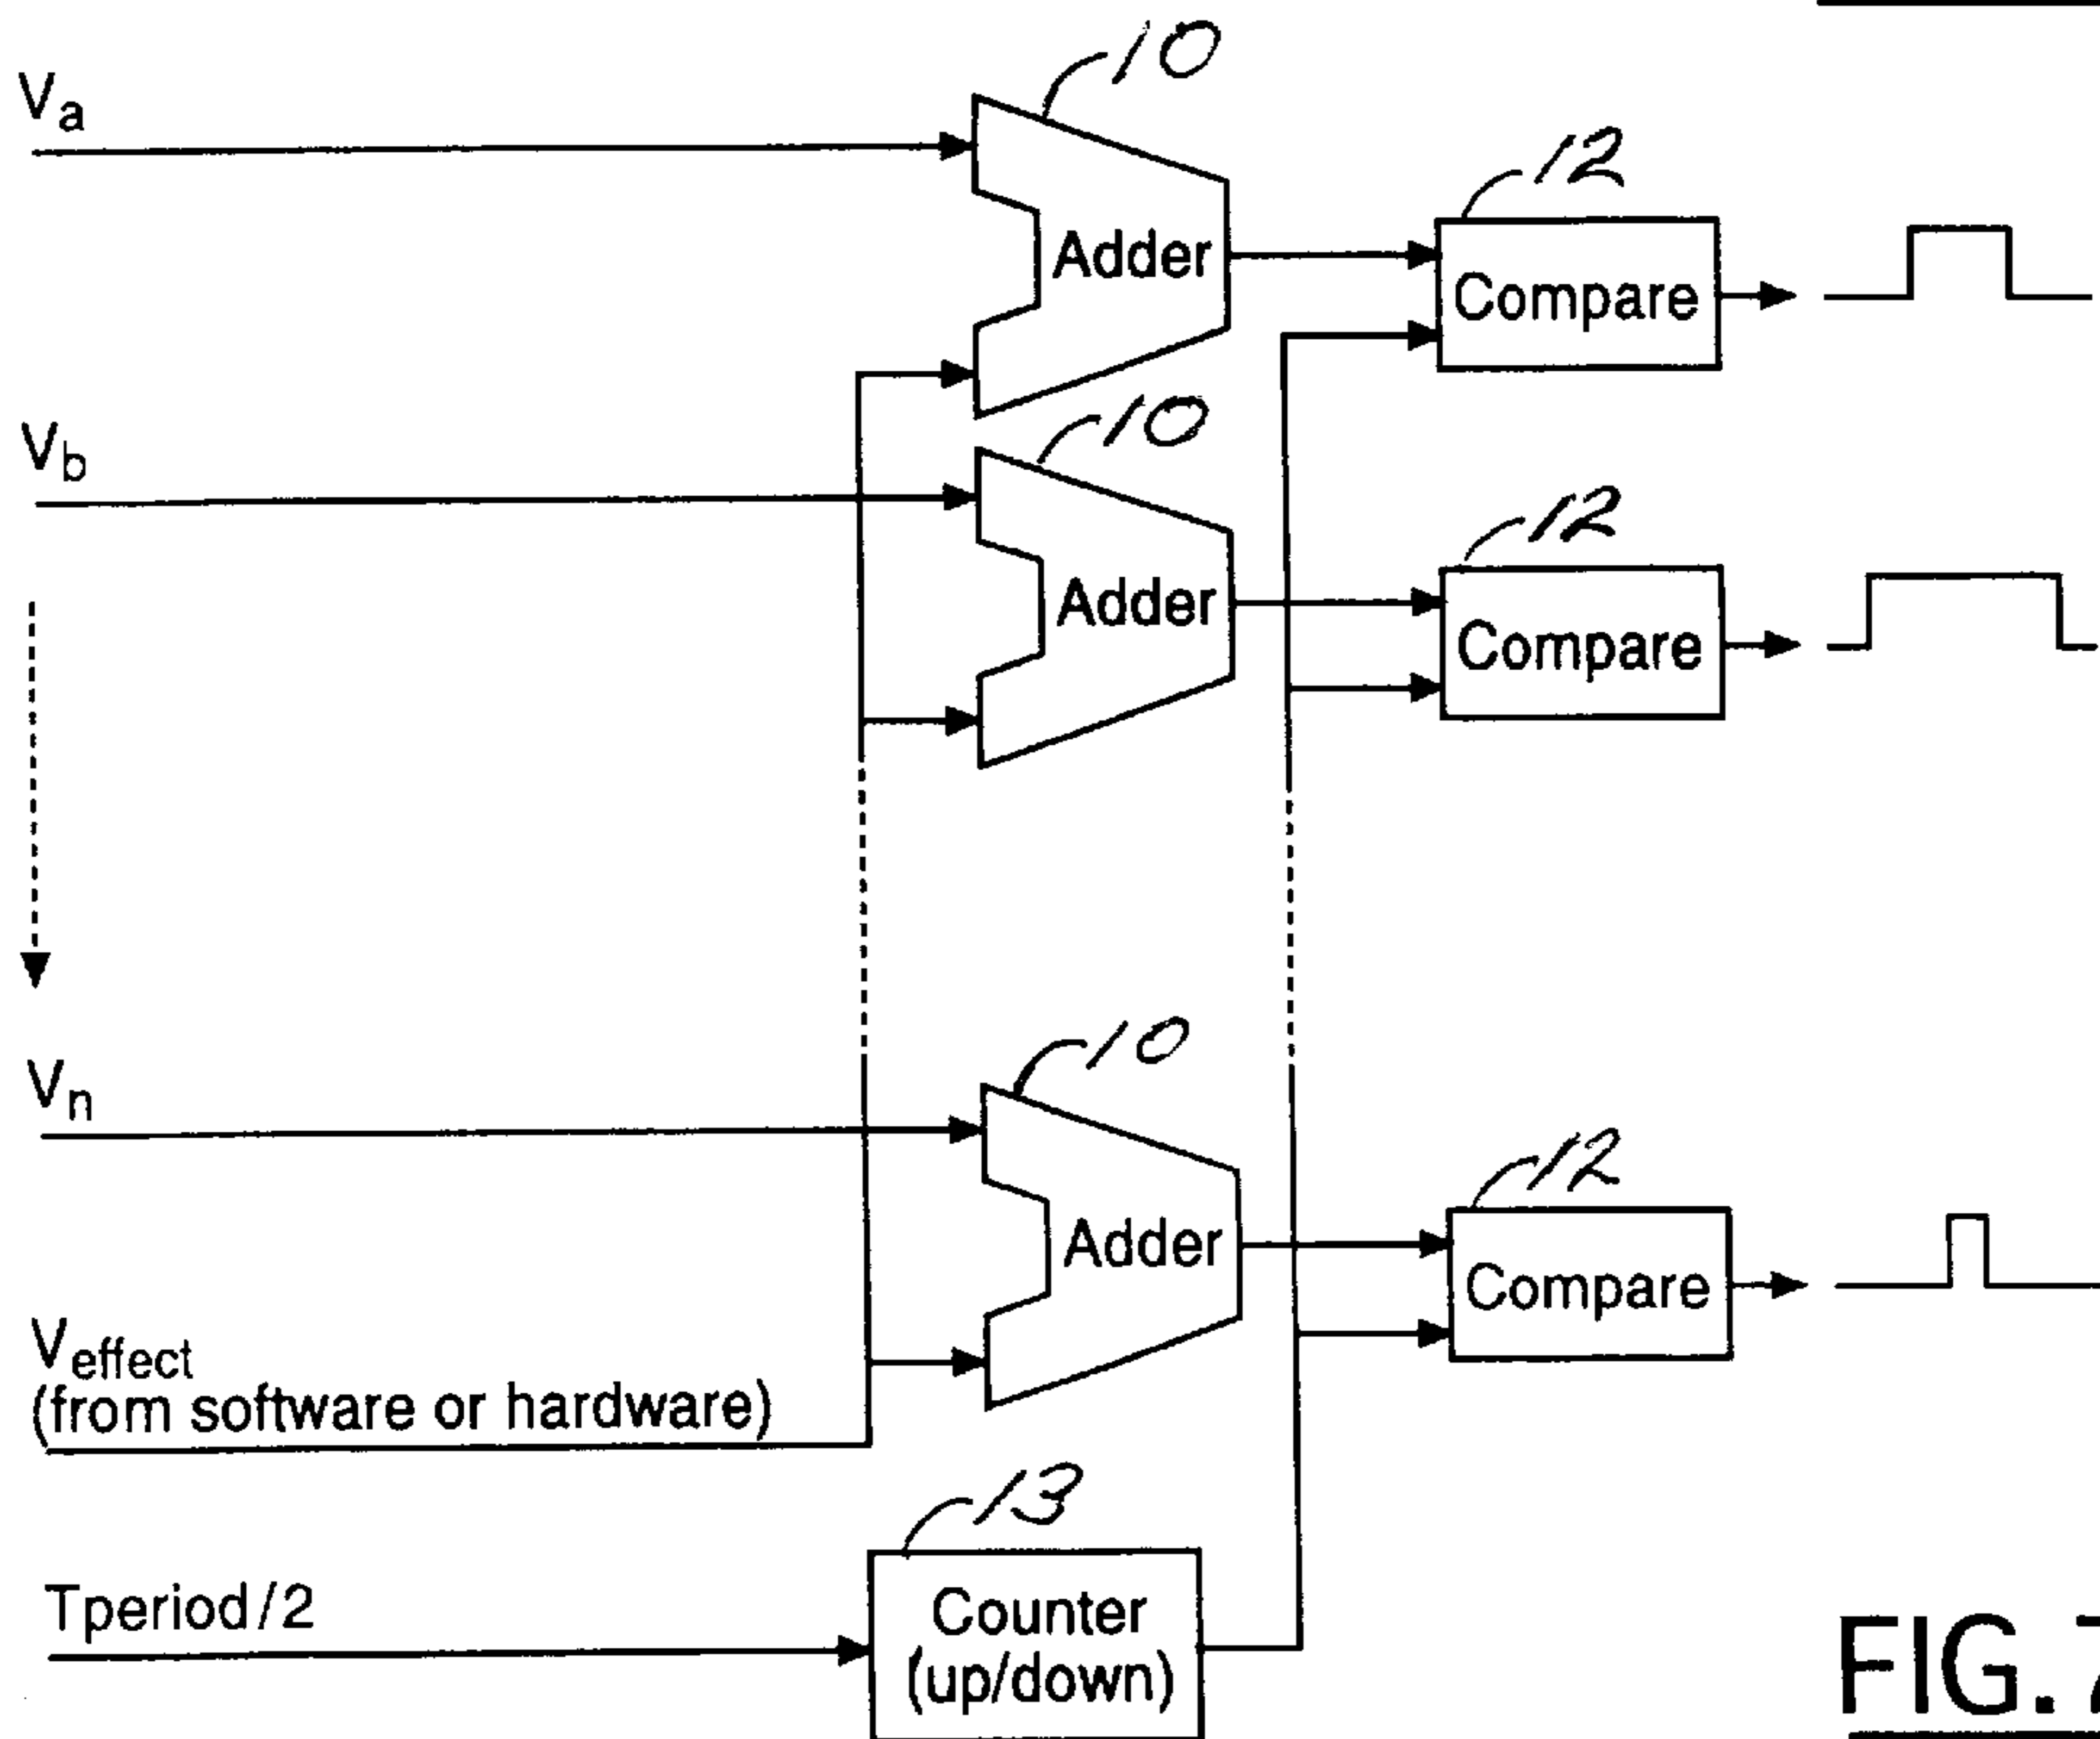 10
Va
12
Adder
Compare
10
Vb
12
Adder
Compare
10
Vn
12
Adder
Compare
Veffect
(from software or hardware)
13
Tperiod/2
Counter
(up/down)
FIG.7